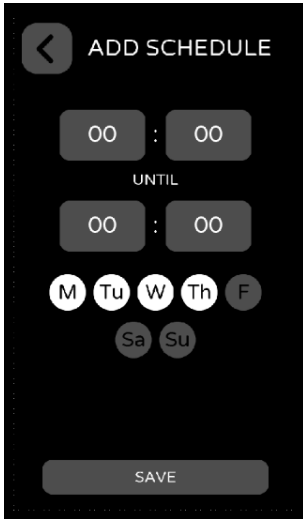 ADD SCHEDULE
00 : 00
UNTIL
00 : 00
M Tu W Th F
Sa Su
SAVE